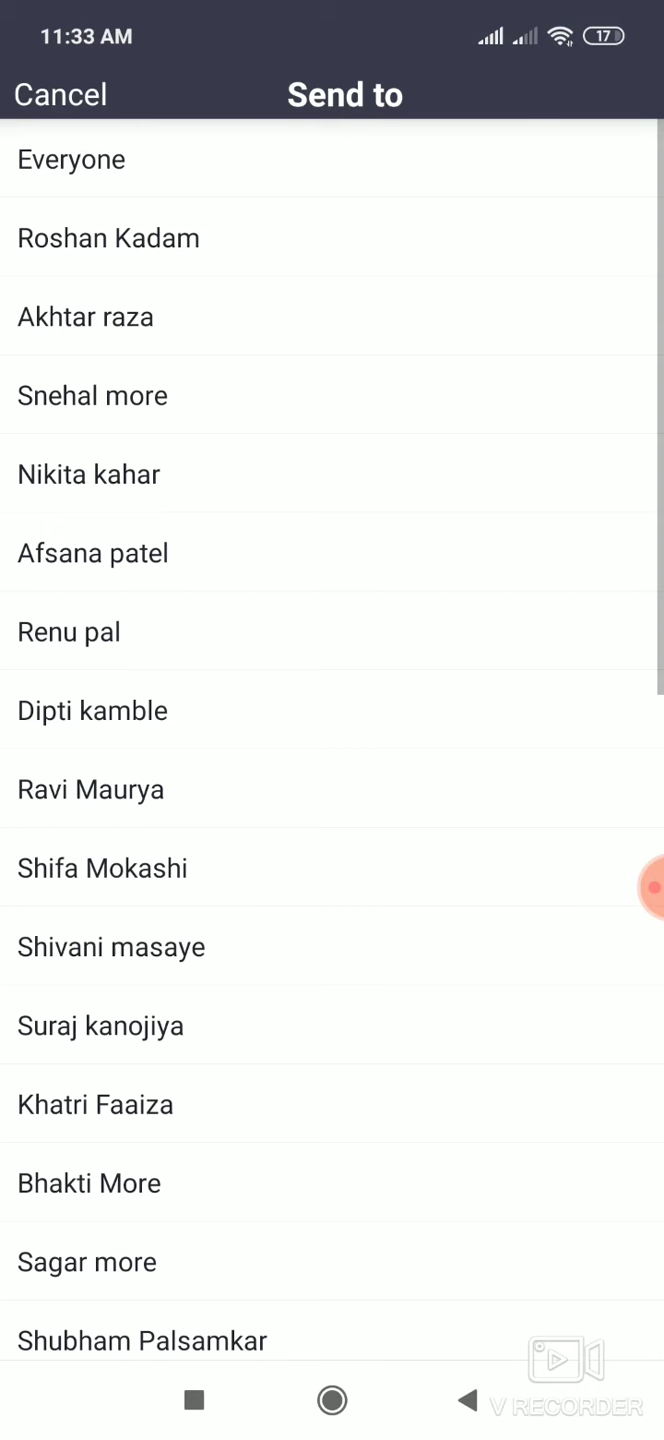 11:33 AM
17
Cancel
Send to
Everyone
Roshan Kadam
Akhtar raza
Snehal more
Nikita kahar
Afsana patel
Renu pal
Dipti kamble
Ravi Maurya
Shifa Mokashi
Shivani masaye
Suraj kanojiya
Khatri Faaiza
Bhakti More
Sagar more
Shubham Palsamkar
V RECORDER